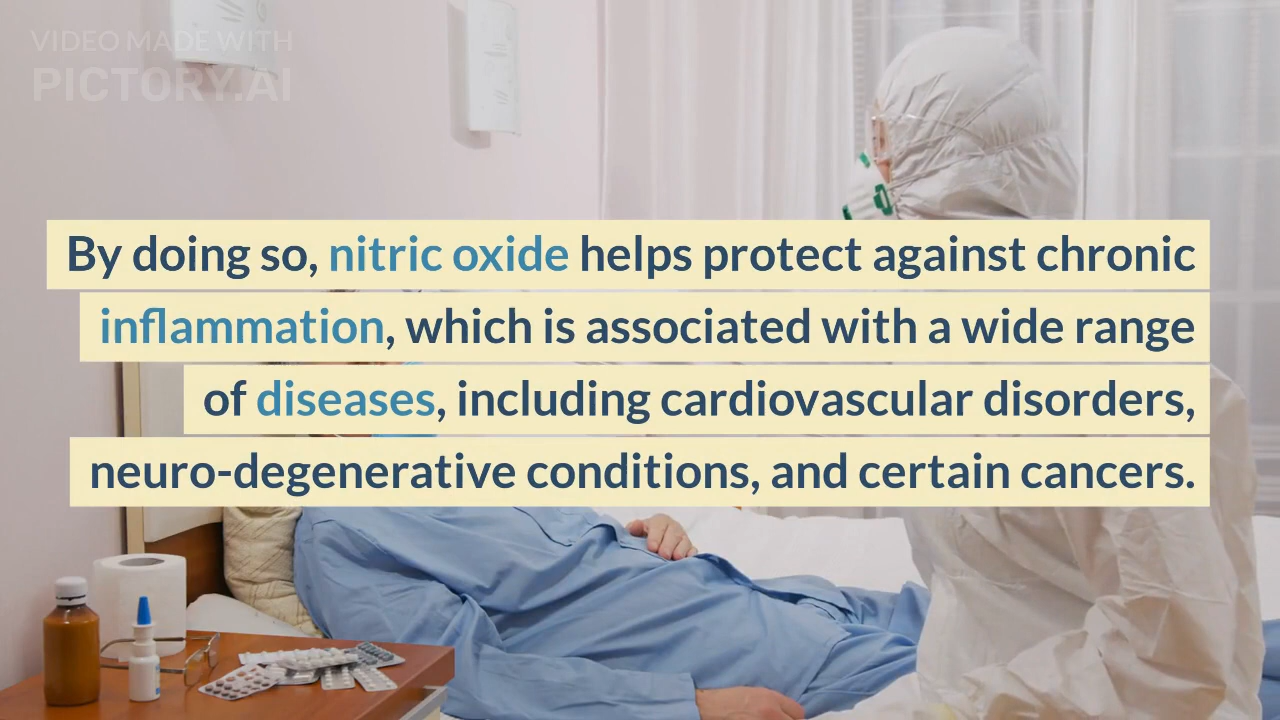 VIDEO MADE WITH
PICTORY.AI
By doing so, nitric oxide helps protect against chronic
inflammation, which is associated with a wide range
of diseases, including cardiovascular disorders,
neuro-degenerative conditions, and certain cancers.